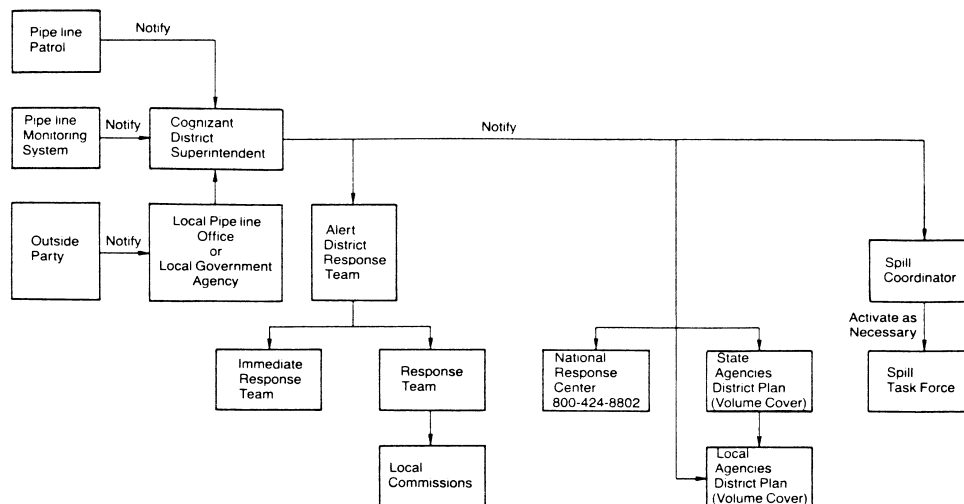 Pipe line
Patrol
Notify
Pipe line
Monitoring
System
Notify
Cognizant
District
Superintendent
Notify
Outside
Party
Notify
Local Pipe line
Office
or
Local Government
Agency
Alert
District
Response
Team
Spill
Coordinator
Activate as
Necessary
Immediate
Response
Team
Response
Team
National
Response
Center
800-424-8802
State
Agencies
District Plan
(Volume Cover)
Spill
Task Force
Local
Commissions
Local
Agencies
District Plan
(Volume Cover)